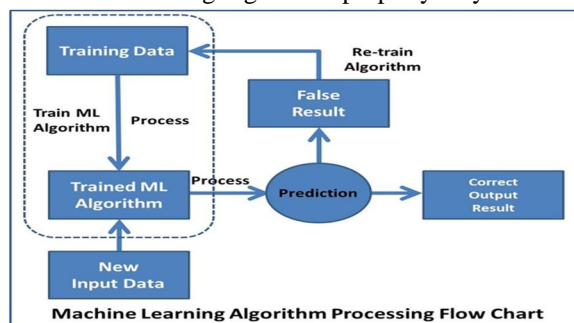 Training Data
Re-train
Algorithm
False
Result
Train ML
Algorithm
Process
Trained ML
Algorithm
Process
Prediction
Correct
Output
Result
New
Input Data
Machine Learning Algorithm Processing Flow Chart